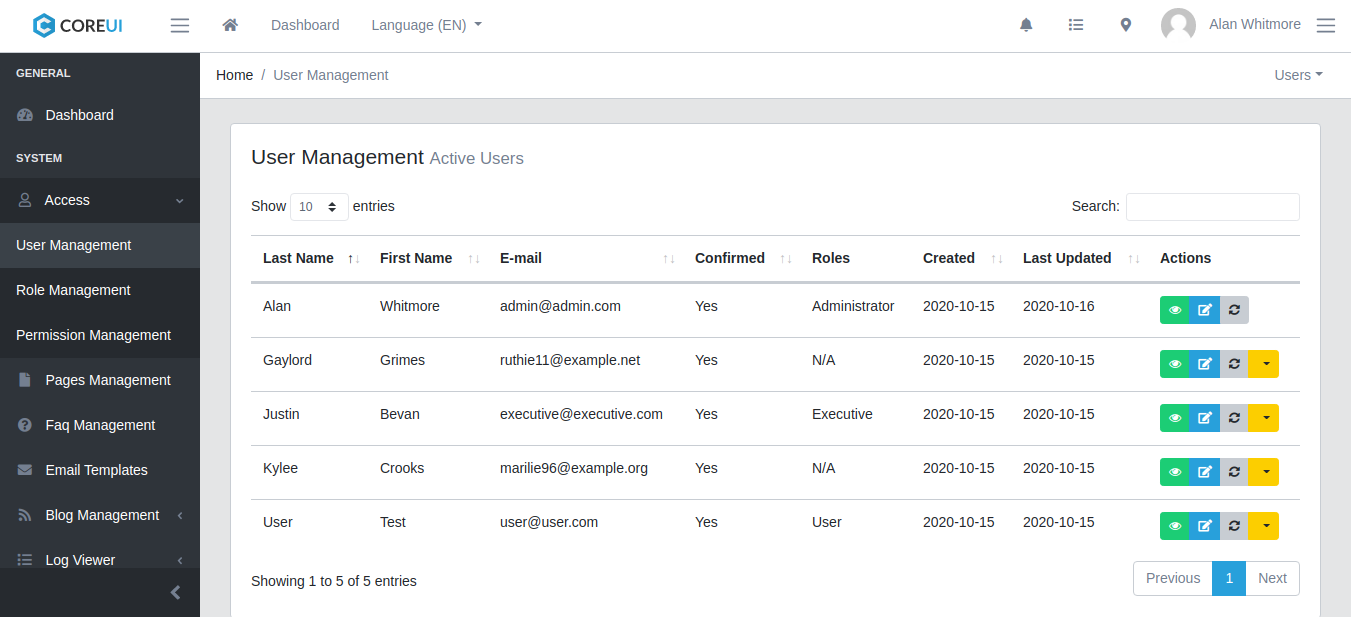 COREUI Dashboard Language (EN) Alan Whitmore
GENERAL
Dashboard
SYSTEM
Access
User Management
Role Management
Permission Management
Pages Management
Faq Management
Email Templates
Blog Management
Log Viewer
Home / User Management Users
User Management Active Users
Show 10 entries Search:
Last Name First Name E-mail Confirmed Roles Created Last Updated Actions
Alan Whitmore admin@admin.com Yes Administrator 2020-10-15 2020-10-16
Gaylord Grimes ruthie11@example.net Yes N/A 2020-10-15 2020-10-15
Justin Bevan executive@executive.com Yes Executive 2020-10-15 2020-10-15
Kylee Crooks marilie96@example.org Yes N/A 2020-10-15 2020-10-15
User Test user@user.com Yes User 2020-10-15 2020-10-15
Showing 1 to 5 of 5 entries Previous 1 Next